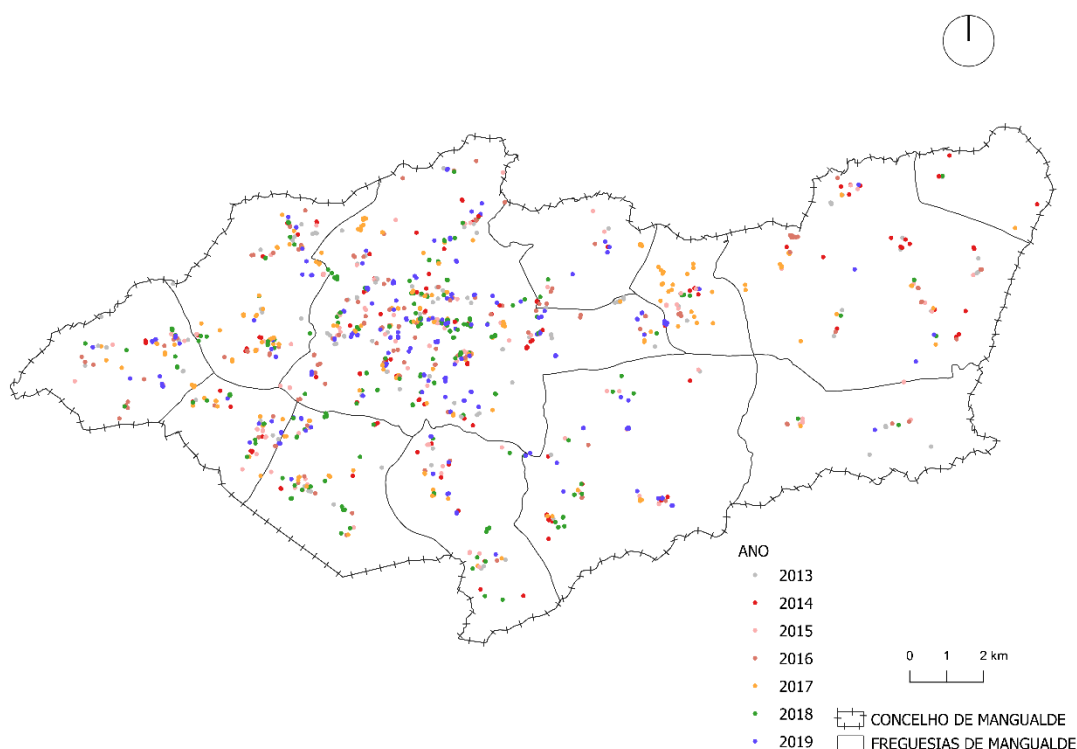 ANO
2013
2014
2015
2016
2017
2018
2019
0 1 2 km
CONCELHO DE MANGUALDE
FREGUESIAS DE MANGUALDE